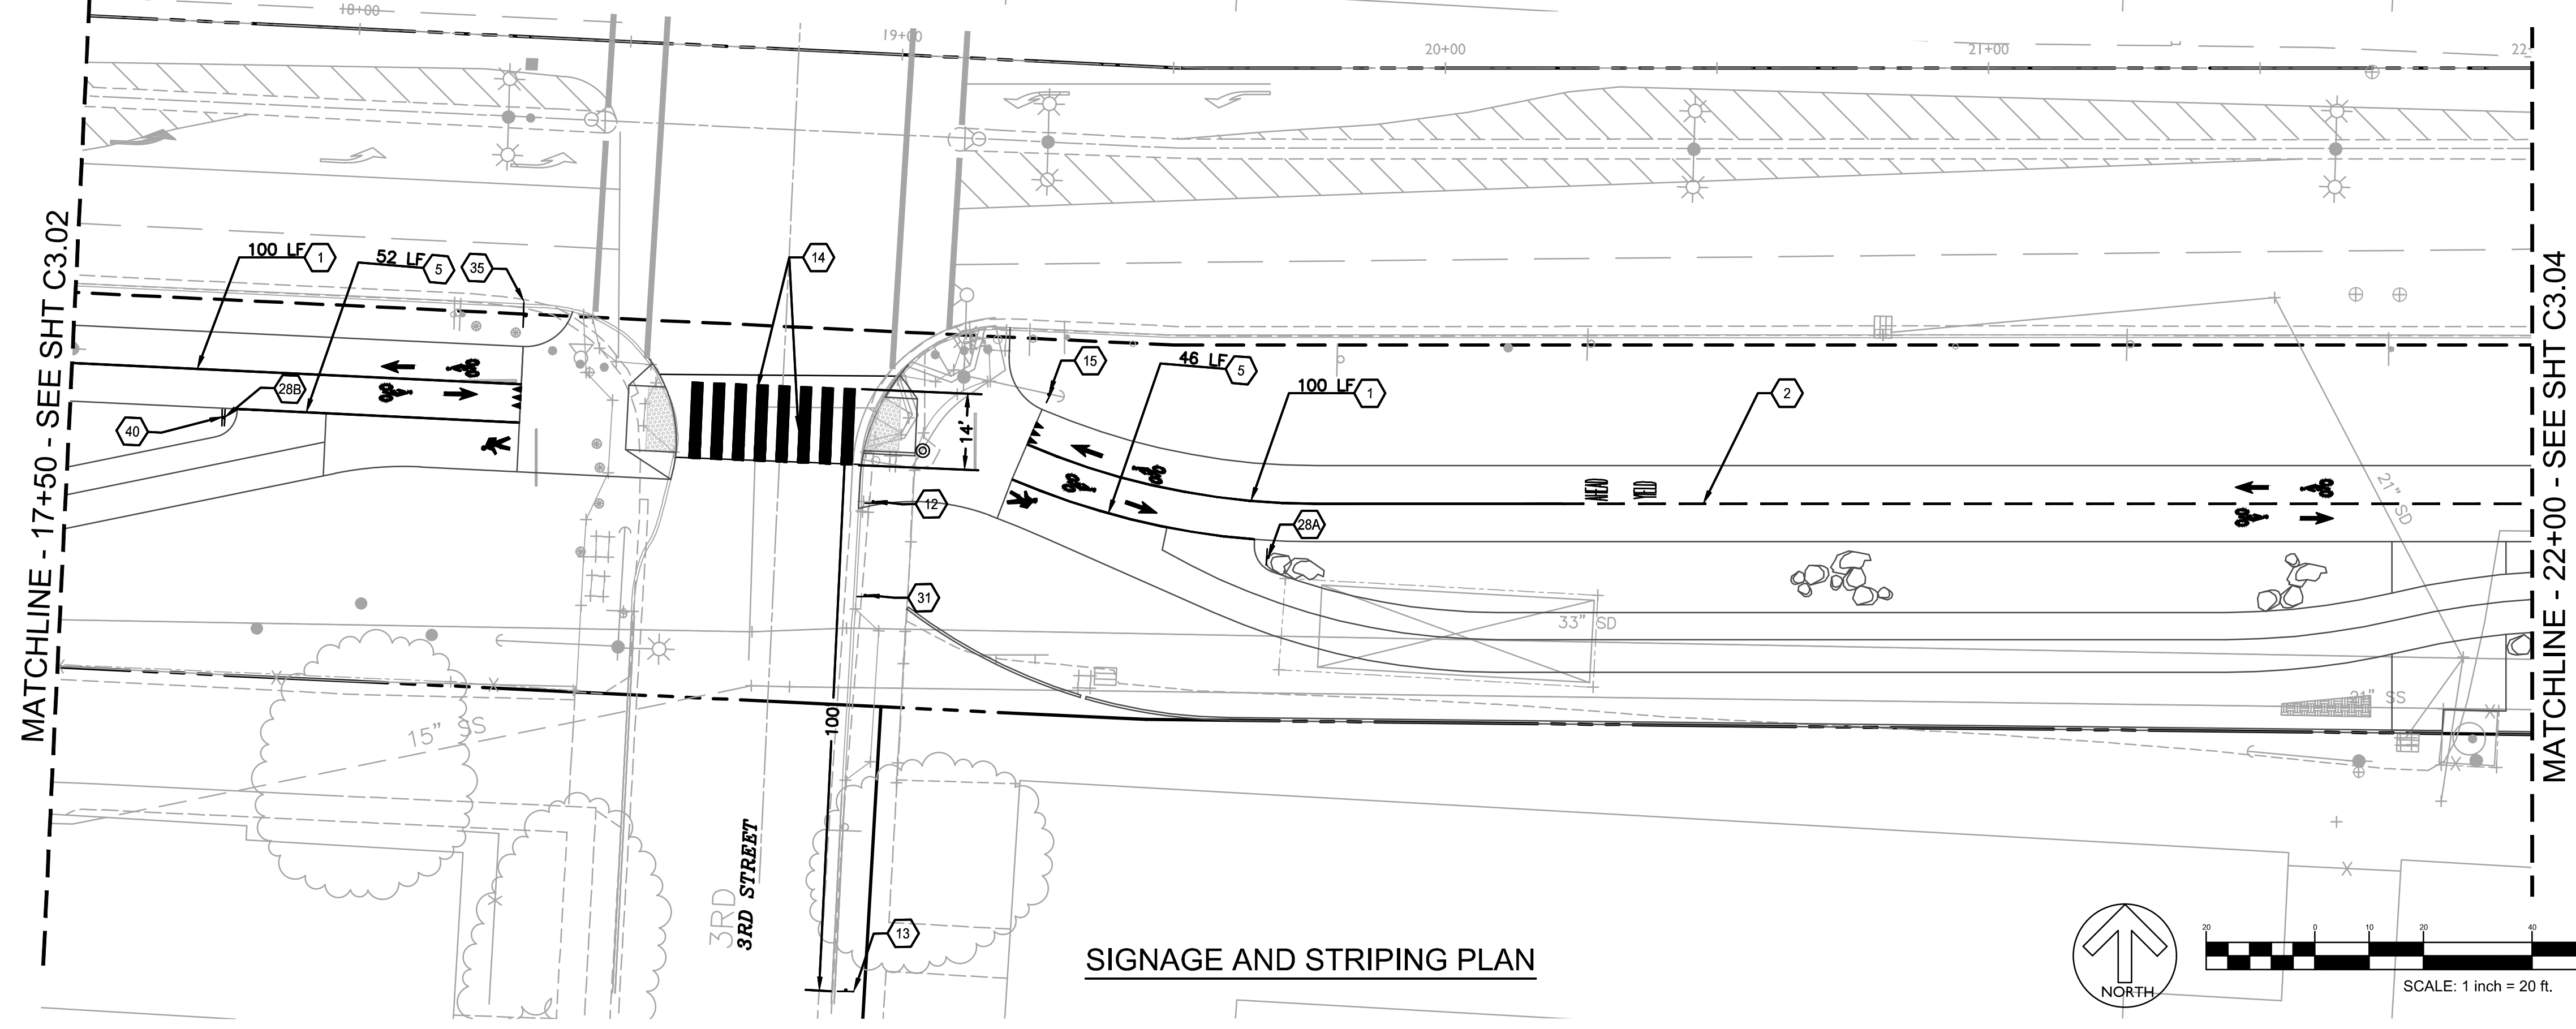 18+00
19+00
20+00
21+00
22-
MATCHLINE - 17+50 - SEE SHT C3.02
MATCHLINE - 22+00 - SEE SHT C3.04
100 LF 1
52 LF 5
35
14
28B
40
15
46 LF 5
100 LF 1
2
14'
12
AHEAD
YIELD
28A
21" SD
31
33" SD
21" SS
15" SS
100'
3RD
3RD STREET
13
SIGNAGE AND STRIPING PLAN
NORTH
20 0 10 20 40
SCALE: 1 inch = 20 ft.